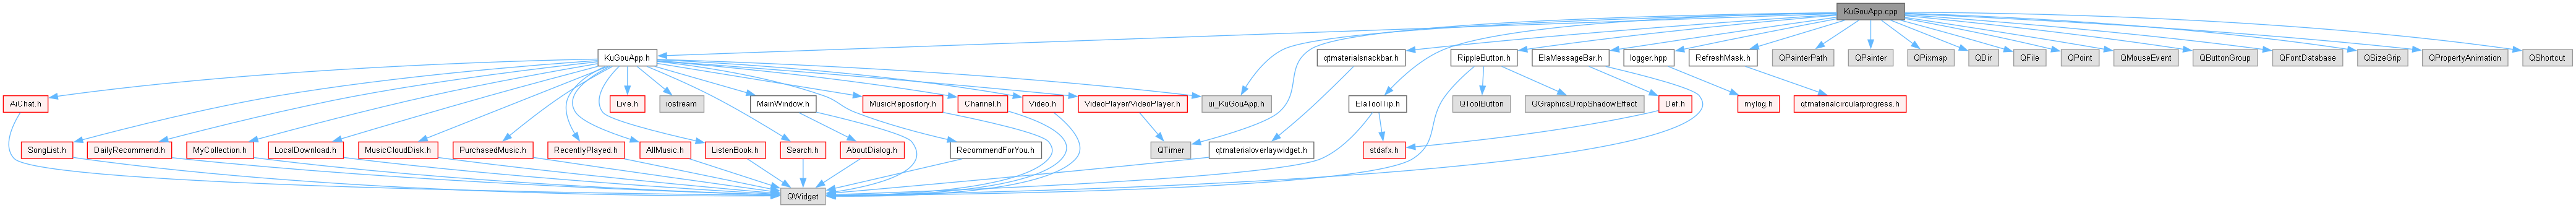 KuGouApp.cpp
KuGouApp.h
qtmaterialsnackbar.h
RippleButton.h
ElaMessageBar.h
logger.hpp
RefreshMask.h
QPainterPath
QPainter
QPixmap
QDir
QFile
QPoint
QMouseEvent
QButtonGroup
QFontDatabase
QSizeGrip
QPropertyAnimation
QShortcut
AiChat.h
Live.h
iostream
MainWindow.h
MusicRepository.h
Channel.h
Video.h
VideoPlayer/VideoPlayer.h
ui_KuGouApp.h
ElaToolTip.h
QToolButton
QGraphicsDropShadowEffect
Def.h
mylog.h
qtmaterialcircularprogress.h
SongList.h
DailyRecommend.h
MyCollection.h
LocalDownload.h
MusicCloudDisk.h
PurchasedMusic.h
RecentlyPlayed.h
AllMusic.h
ListenBook.h
Search.h
AboutDialog.h
RecommendForYou.h
QTimer
qtmaterialoverlaywidget.h
stdafx.h
QWidget